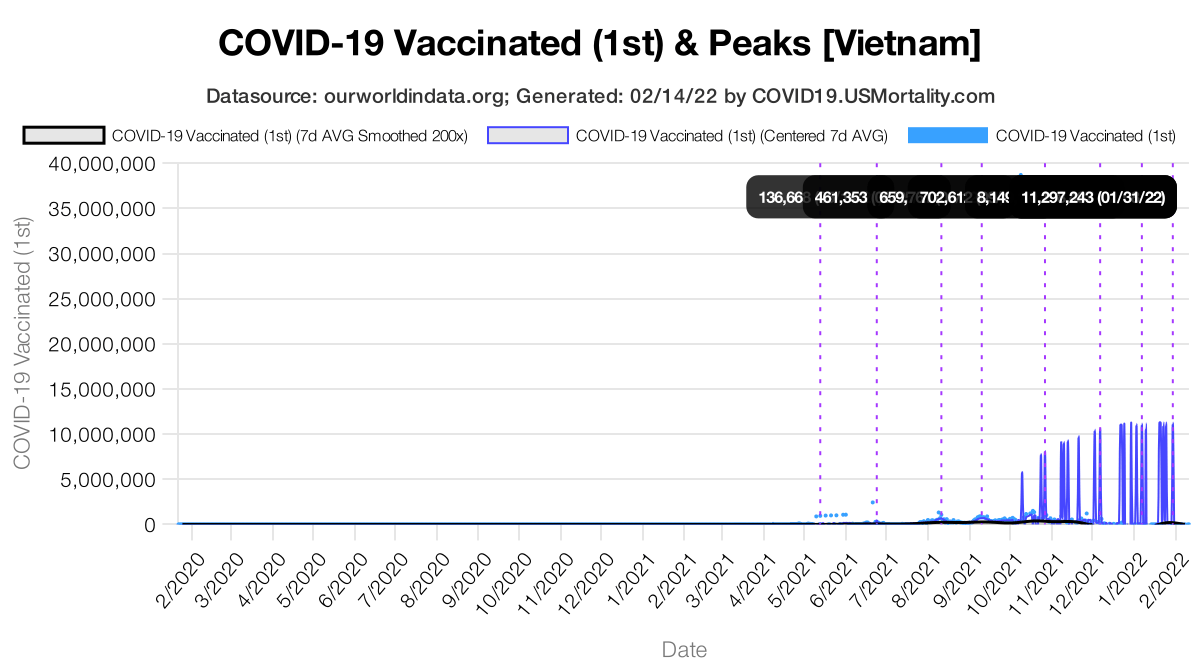 COVID-19 Vaccinated (1st) & Peaks [Vietnam]
Datasource: ourworldindata.org; Generated: 02/14/22 by COVID19.USMortality.com
COVID-19 Vaccinated (1st) (7d AVG Smoothed 200x) COVID-19 Vaccinated (1st) (Centered 7d AVG) COVID-19 Vaccinated (1st)
COVID-19 Vaccinated (1st)
40,000,000
35,000,000
30,000,000
25,000,000
20,000,000
15,000,000
10,000,000
5,000,000
0
461,353 11,297,243 (01/31/22)
2/2020 3/2020 4/2020 5/2020 6/2020 7/2020 8/2020 9/2020 10/2020 11/2020 12/2020 1/2021 2/2021 3/2021 4/2021 5/2021 6/2021 7/2021 8/2021 9/2021 10/2021 11/2021 12/2021 1/2022 2/2022
Date